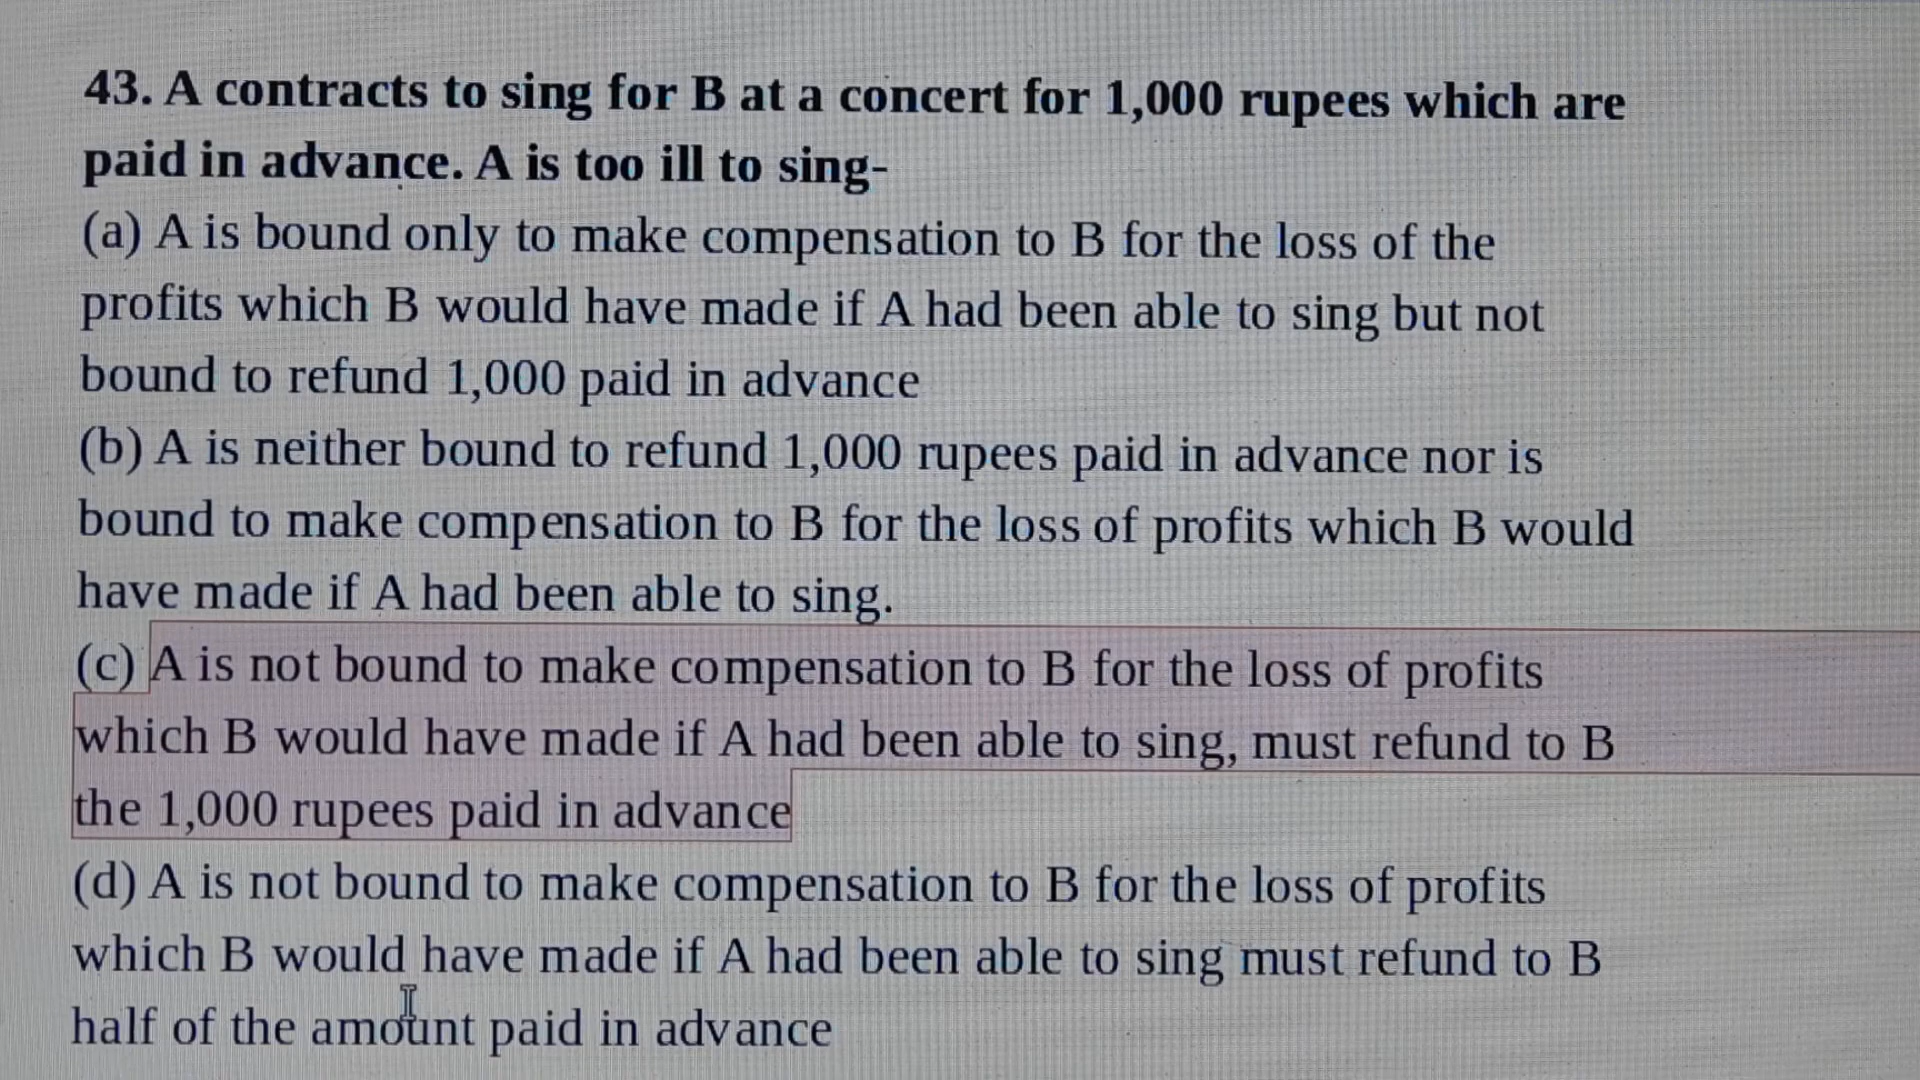 43. A contracts to sing for B at a concert for 1,000 rupees which are
paid in advance. A is too ill to sing-
(a) A is bound only to make compensation to B for the loss of the
profits which B would have made if A had been able to sing but not
bound to refund 1,000 paid in advance
(b) A is neither bound to refund 1,000 rupees paid in advance nor is
bound to make compensation to B for the loss of profits which B would
have made if A had been able to sing.
(c) A is not bound to make compensation to B for the loss of profits
which B would have made if A had been able to sing, must refund to B
the 1,000 rupees paid in advance
(d) A is not bound to make compensation to B for the loss of profits
which B would have made if A had been able to sing must refund to B
half of the amount paid in advance